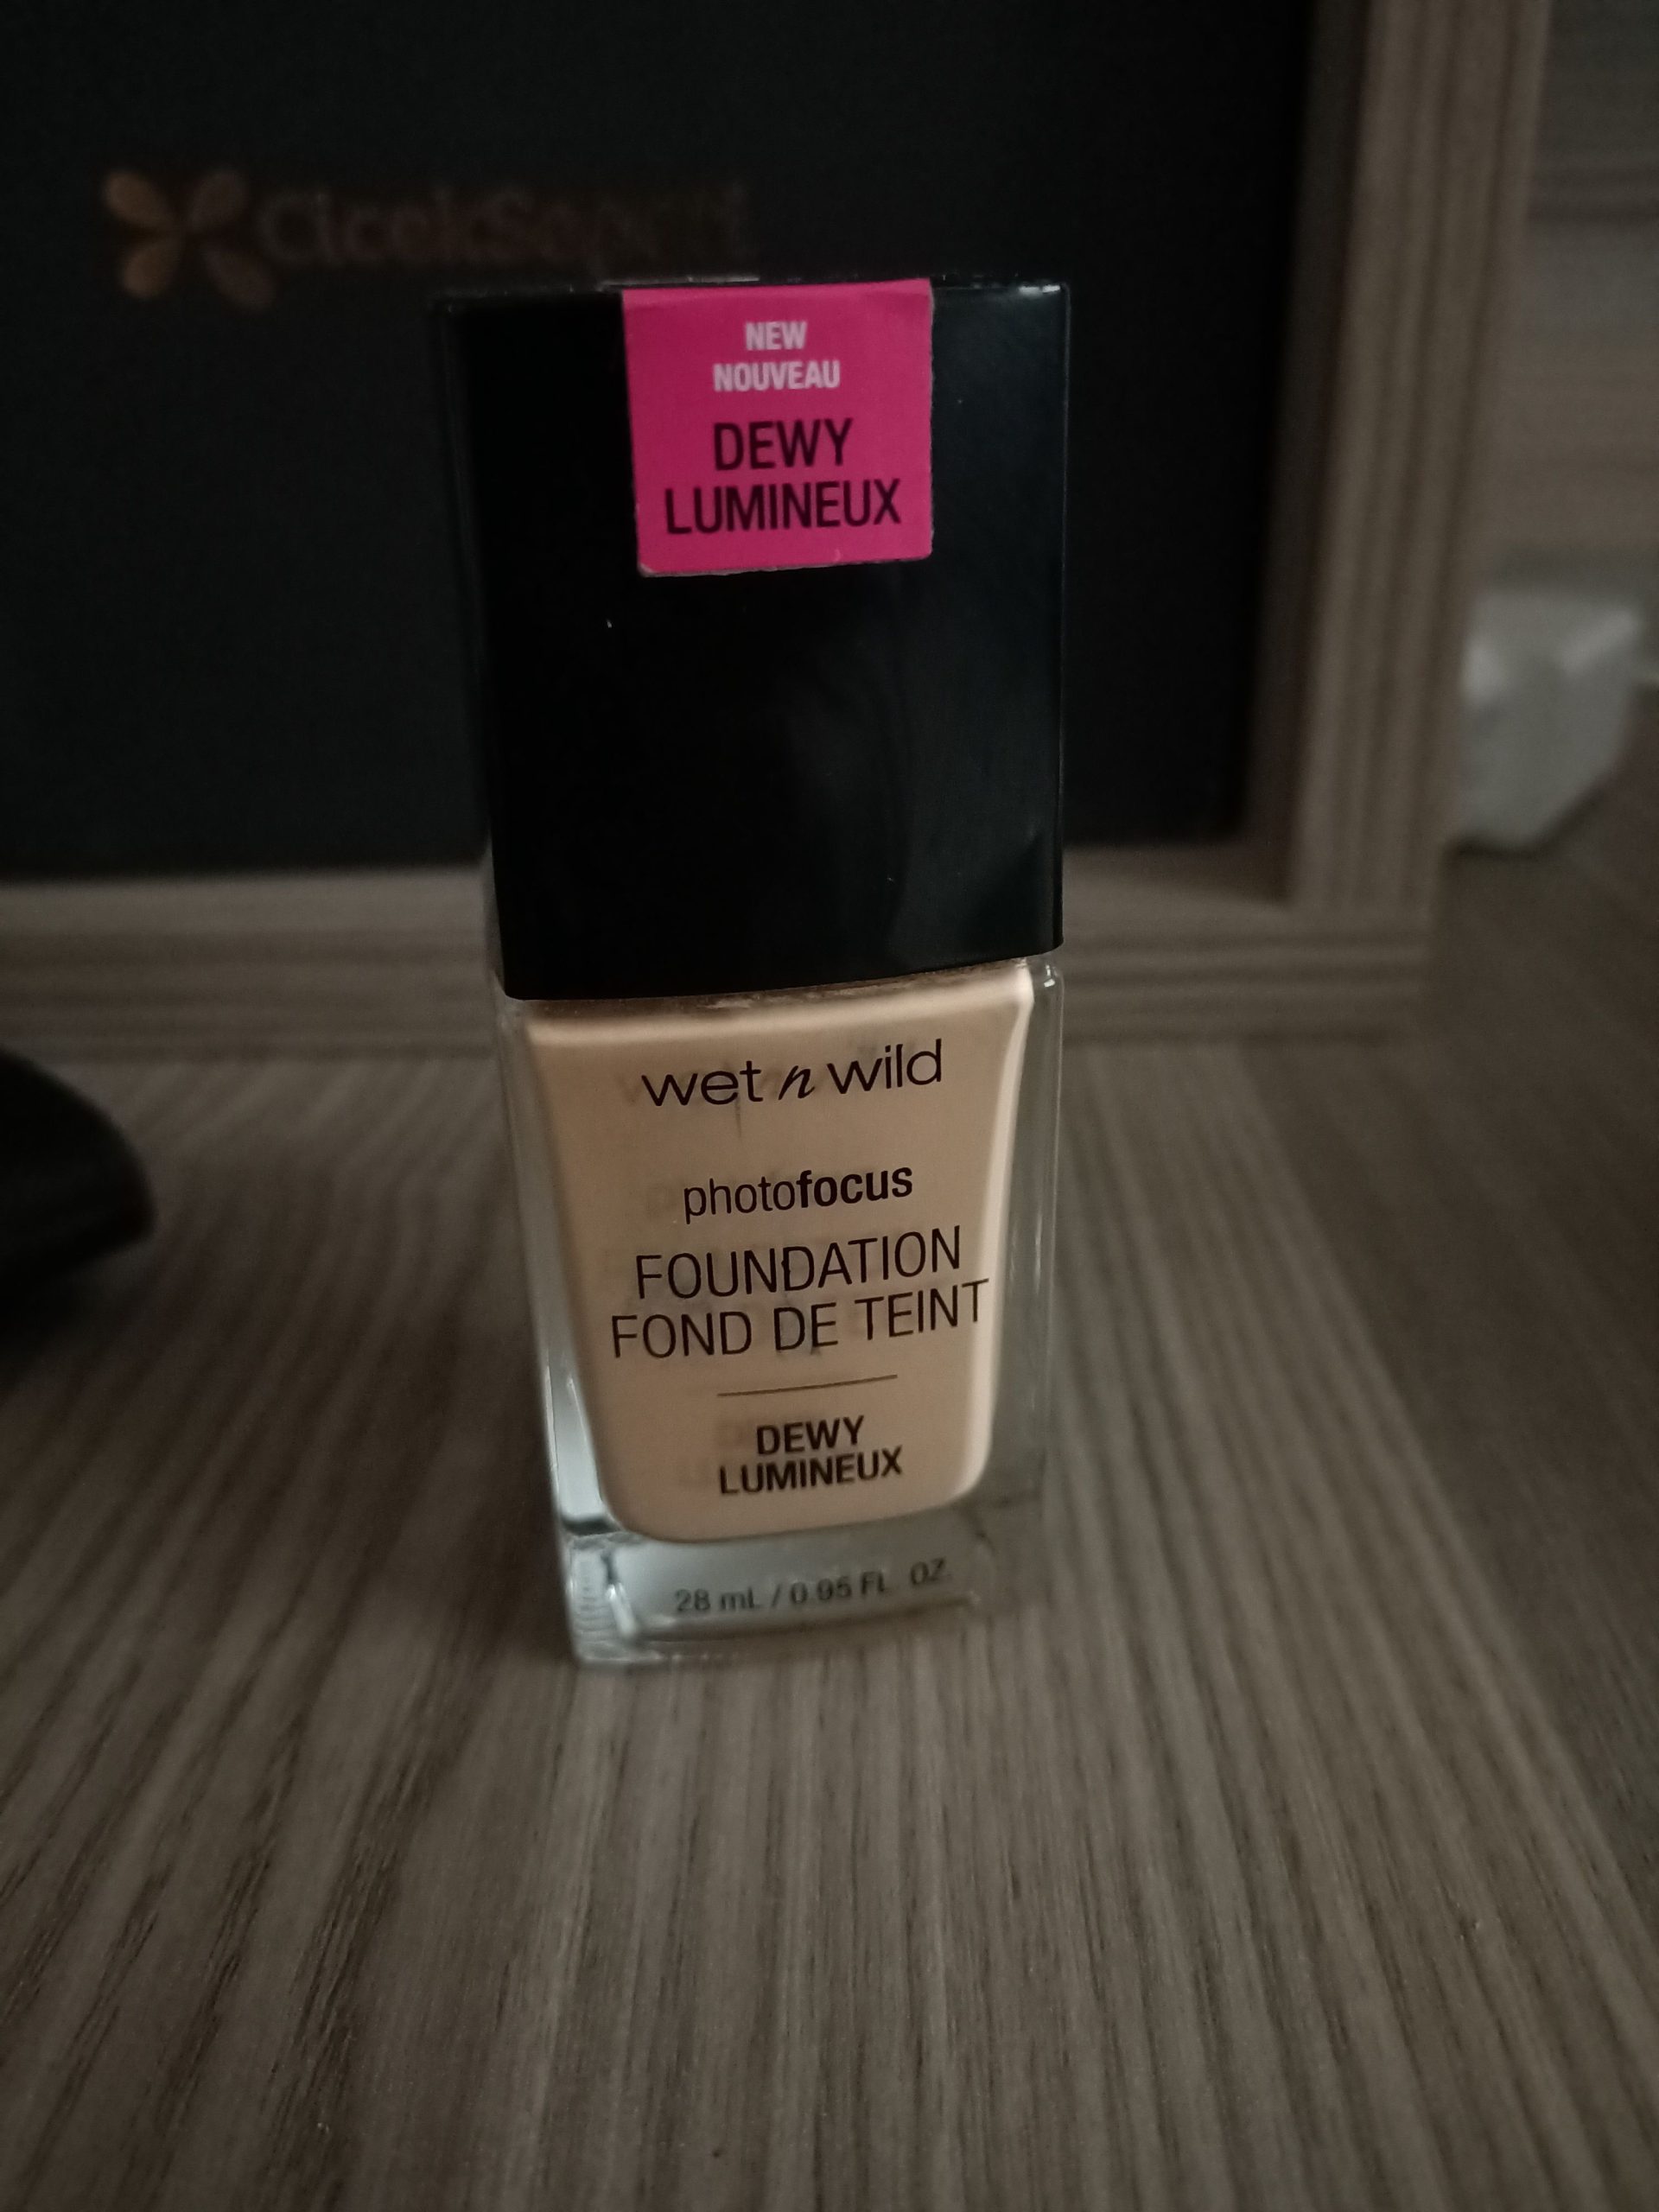 ÇiçekSepeti
NEW
NOUVEAU
DEWY
LUMINEUX
wet n wild
photofocus
FOUNDATION
FOND DE TEINT
DEWY
LUMINEUX
28 mL / 0.95 FL. OZ.